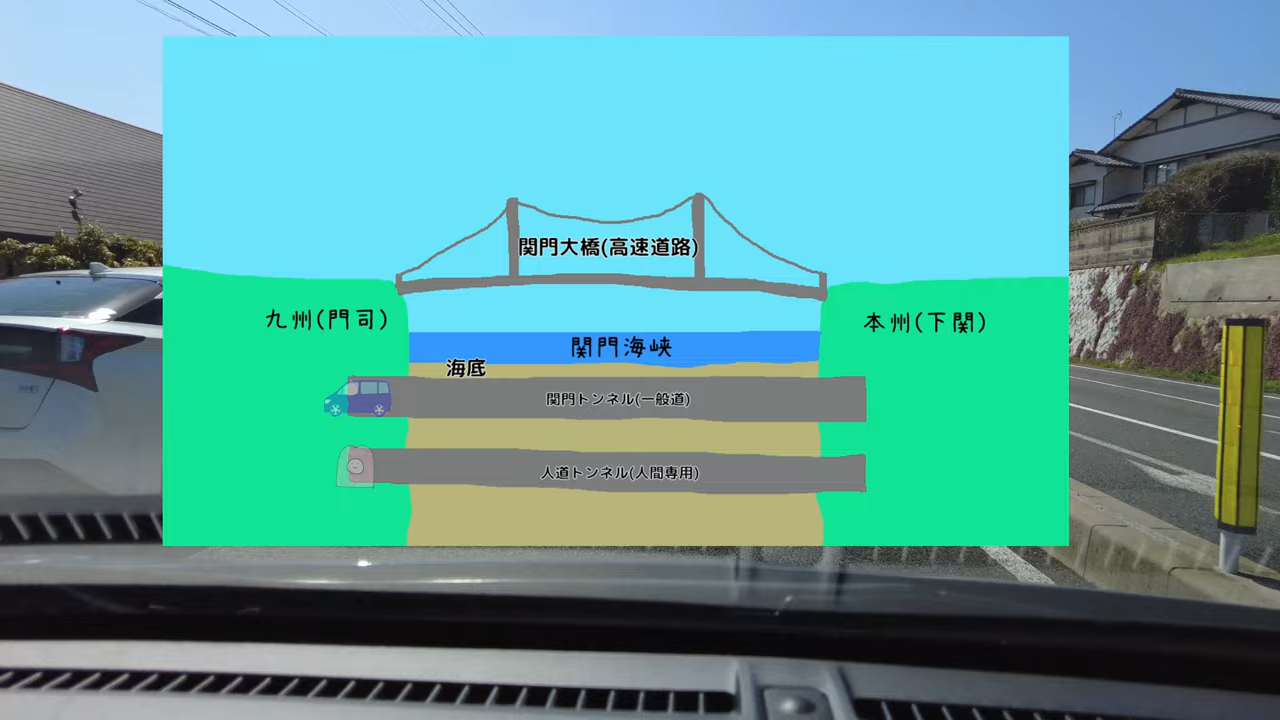 関門大橋(高速道路)
九州(門司)
本州(下関)
関門海峡
海底
関門トンネル(一般道)
人道トンネル(人間専用)